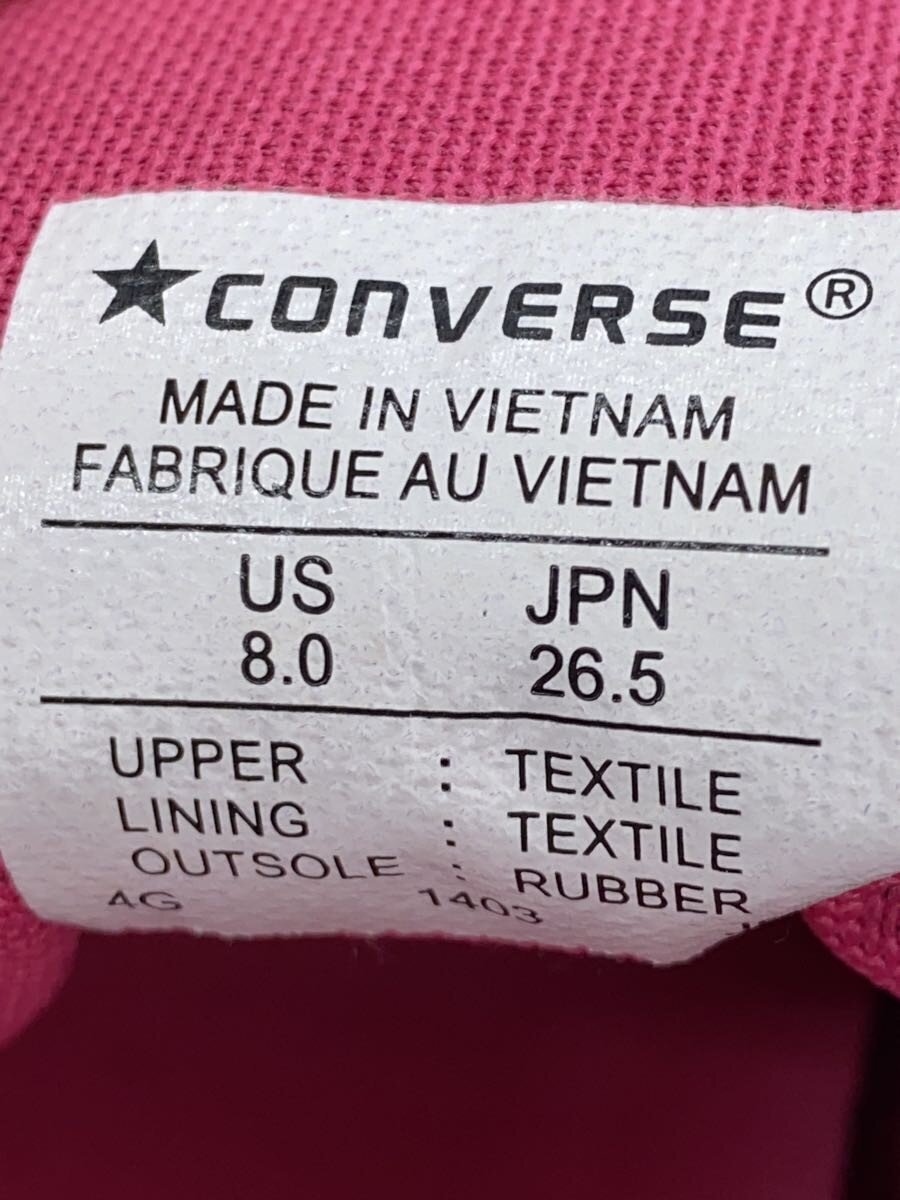 ★CONVERSE®
MADE IN VIETNAM
FABRIQUE AU VIETNAM
US JPN
8.0 26.5
UPPER : TEXTILE
LINING : TEXTILE
OUTSOLE : RUBBER
4G 1403